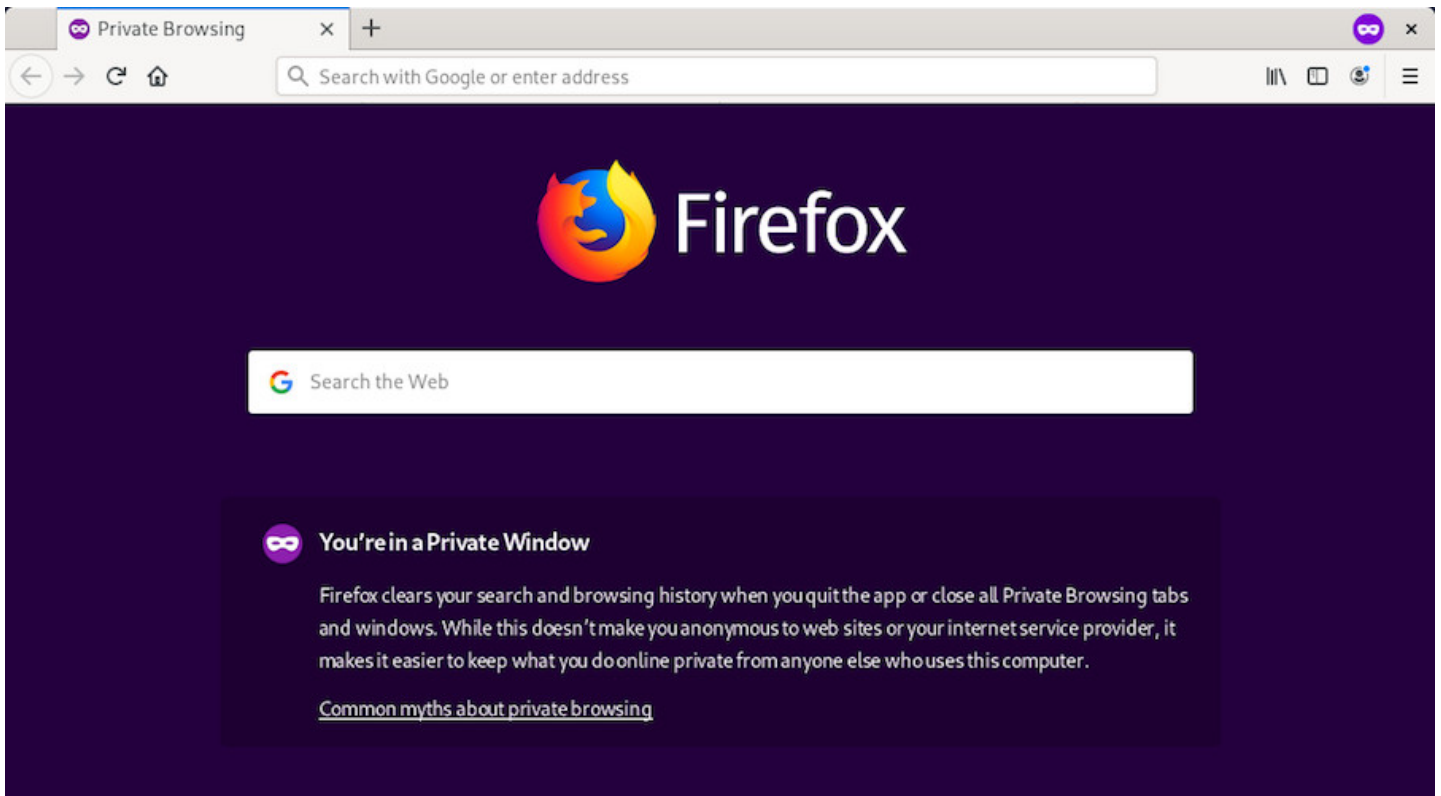 Private Browsing
Search with Google or enter address
Firefox
Search the Web
You're in a Private Window
Firefox clears your search and browsing history when you quit the app or close all Private Browsing tabs
and windows. While this doesn't make you anonymous to web sites or your internet service provider, it
makes it easier to keep what you do online private from anyone else who uses this computer.
Common myths about private browsing